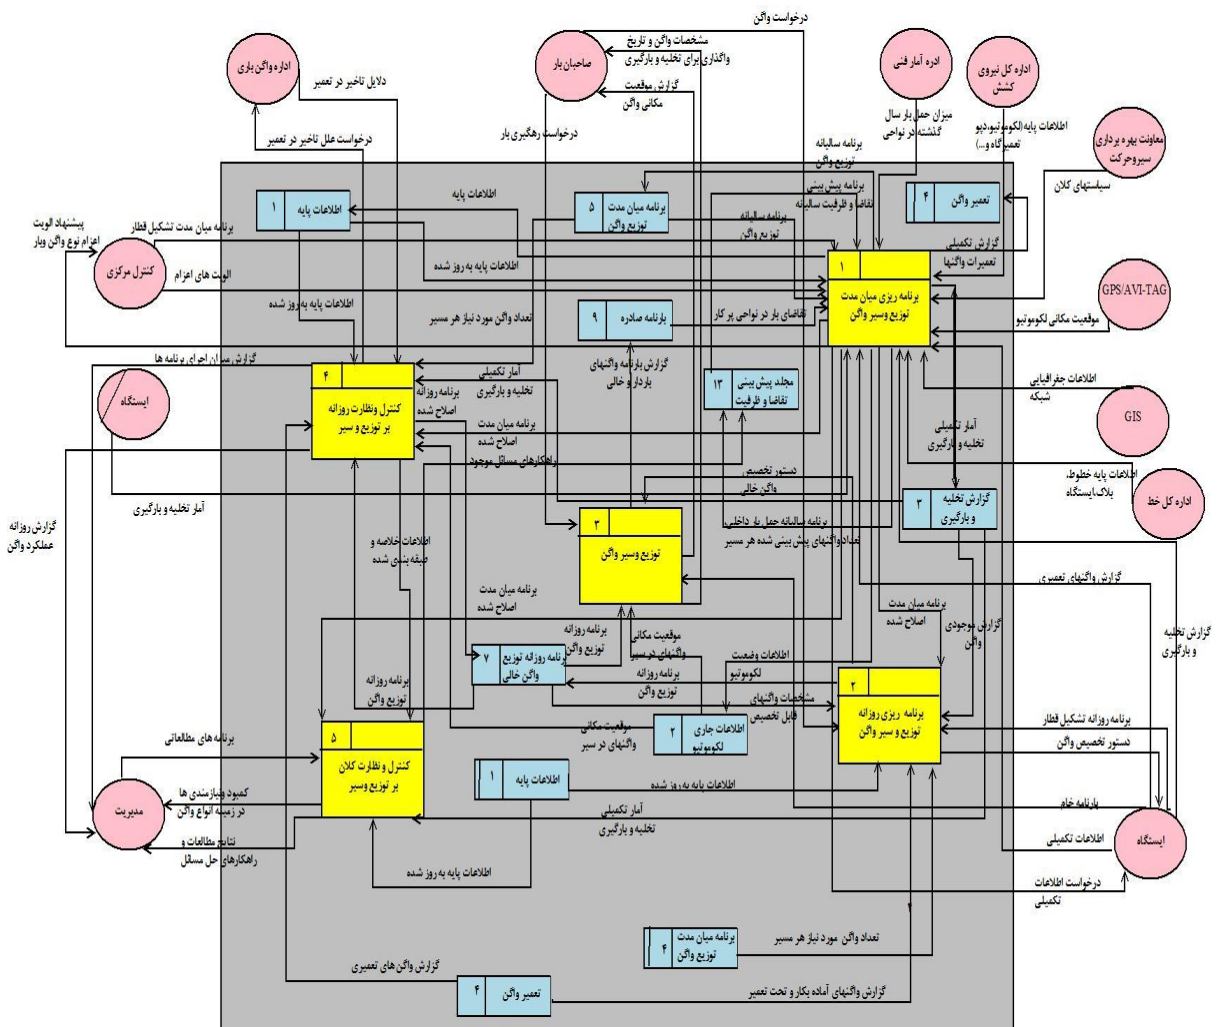 درخواست واگن
مشخصات واگن و تاریخ
واگذاری برای تخلیه و بارگیری
گزارش موقعیت
مکانی واگن
صاحبان بار
درخواست رهگیری بار
اداره واگن باری
دلایل تاخیر در تعمیر
درخواست علل تاخیر در تعمیر
ادره آمار فنی
میزان حمل بار سال
گذشته در نواحی
اداره کل نیروی
کشش
اطلاعات پایه(لکوموتیو،دپو
تعمیرگاه و...)
معاونت بهره برداری
سیروحرکت
سیاستهای کلان
برنامه سالیانه
توزیع واگن
برنامه پیش بینی
تقاضا و ظرفیت سالیانه
۴
تعمیر واگن
۱
اطلاعات پایه
اطلاعات پایه
۵
برنامه میان مدت
توزیع واگن
برنامه سالیانه
توزیع واگن
گزارش تکمیلی
تعمیرات واگنها
پیشنهاد الویت
اعزام نوع واگن وبار
برنامه میان مدت تشکیل قطار
کنترل مرکزی
الویت های اعزام
اطلاعات پایه به روز شده
اطلاعات پایه به روز شده
۱
برنامه ریزی میان مدت
توزیع وسیر واگن
GPS/AVI-TAG
موقعیت مکانی لکوموتیو
تعداد واگن مورد نیاز هر مسیر
۹
بارنامه صادره
تقاضای بار در نواحی پر کار
گزارش میزان اجرای برنامه ها
۴
کنترل ونظارت روزانه
بر توزیع و سیر
آمار تکمیلی
تخلیه و بارگیری
گزارش بارنامه واگنهای
باردار و خالی
۱۳
مجلد پیش بینی
تقاضا و ظرفیت
اطلاعات جغرافیایی
شبکه
GIS
ایستگاه
برنامه روزانه
اصلاح شده
برنامه میان مدت
اصلاح شده
راهکارهای مسائل موجود
آمار تکمیلی
تخلیه و بارگیری
دستور تخصیص
واگن خالی
اطلاعات پایه خطوط،
بلاک،ایستگاه
اداره کل خط
۳
گزارش تخلیه
و بارگیری
آمار تخلیه و بارگیری
گزارش روزانه
عملکرد واگن
اطلاعات خلاصه و
طبقه بندی شده
۳
توزیع وسیر واگن
برنامه سالیانه حمل بار داخلی،
تعداد واگنهای پیش بینی شده هر مسیر
گزارش واگنهای تعمیری
برنامه میان مدت
اصلاح شده
برنامه میان مدت
اصلاح شده
گزارش موجودی
واگن
گزارش تخلیه
و بارگیری
برنامه روزانه
توزیع واگن
موقعیت مکانی
واگنهای در سیر
۷
برنامه روزانه توزیع
واگن خالی
اطلاعات وضعیت
لکوموتیو
برنامه روزانه
توزیع واگن
برنامه روزانه
توزیع واگن
مشخصات واگنهای
قابل تخصیص
۲
برنامه ریزی روزانه
توزیع و سیر واگن
برنامه روزانه تشکیل قطار
دستور تخصیص واگن
۲
اطلاعات جاری
لکوموتیو
موقعیت مکانی
واگنهای در سیر
برنامه های مطالعاتی
۵
کنترل و نظارت کلان
بر توزیع وسیر
۱
اطلاعات پایه
اطلاعات پایه به روز شده
مدیریت
کمبود ونیازمندی ها
در زمینه انواع واگن
نتایج مطالعات و
راهکارهای حل مسائل
آمار تکمیلی
تخلیه و بارگیری
بارنامه خام
اطلاعات تکمیلی
ایستگاه
اطلاعات پایه به روز شده
درخواست اطلاعات
تکمیلی
۴
برنامه میان مدت
توزیع واگن
تعداد واگن مورد نیاز هر مسیر
گزارش واگن های تعمیری
۴
تعمیر واگن
گزارش واگنهای آماده بکار و تحت تعمیر